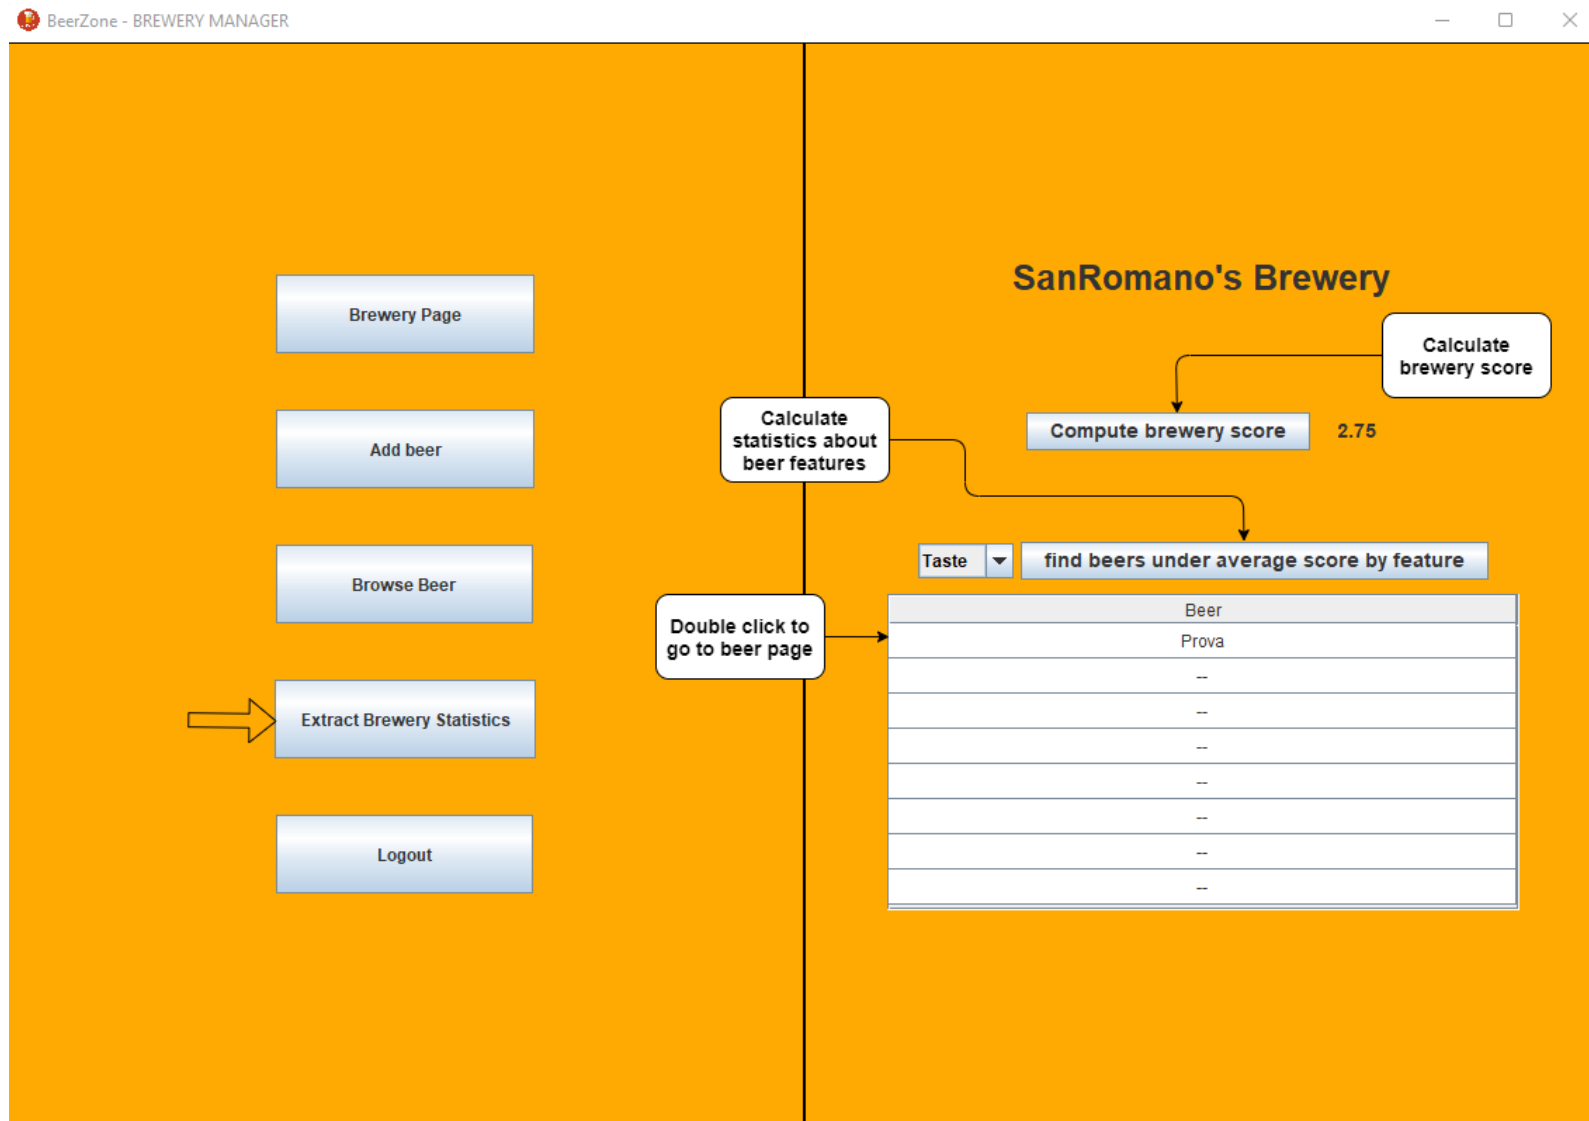 BeerZone - BREWERY MANAGER
Brewery Page
Add beer
Browse Beer
Extract Brewery Statistics
Logout
SanRomano's Brewery
Calculate
brewery score
Compute brewery score 2.75
Calculate
statistics about
beer features
Taste find beers under average score by feature
Double click to
go to beer page
Beer
Prova
--
--
--
--
--
--
--